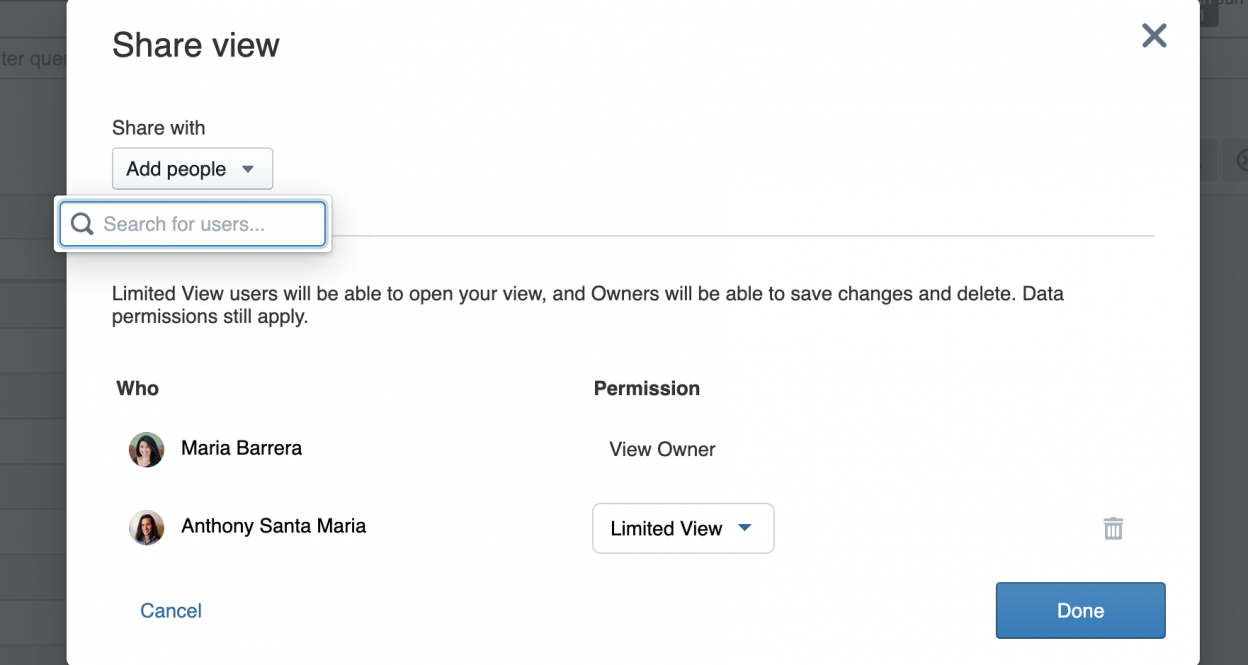 Share view
ter quer
Share with
Add people
Search for users...
Limited View users will be able to open your view, and Owners will be able to save changes and delete. Data
permissions still apply.
Who
Permission
Maria Barrera
View Owner
Anthony Santa Maria
Limited View
Cancel
Done